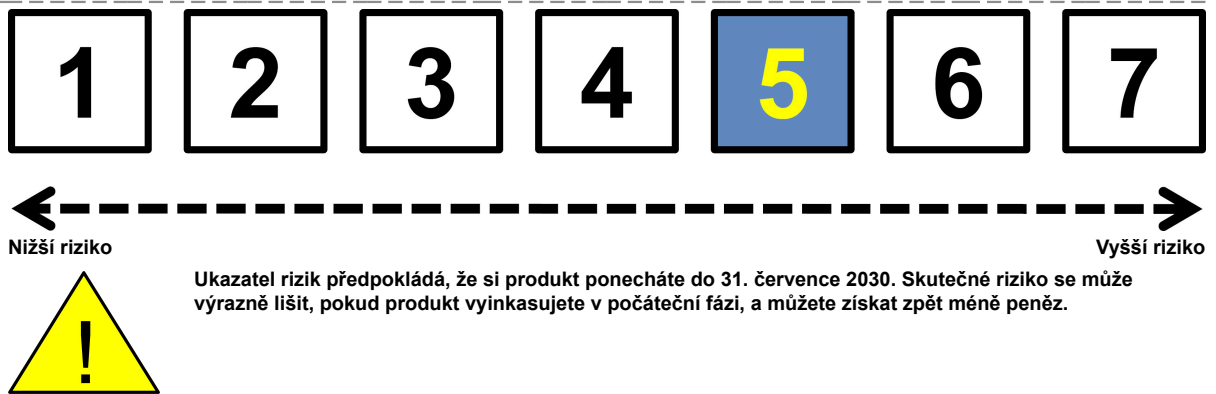 1 2 3 4 5 6 7
Nižší riziko Vyšší riziko
Ukazatel rizik předpokládá, že si produkt ponecháte do 31. července 2030. Skutečné riziko se může
výrazně lišit, pokud produkt vyinkasujete v počáteční fázi, a můžete získat zpět méně peněz.
!